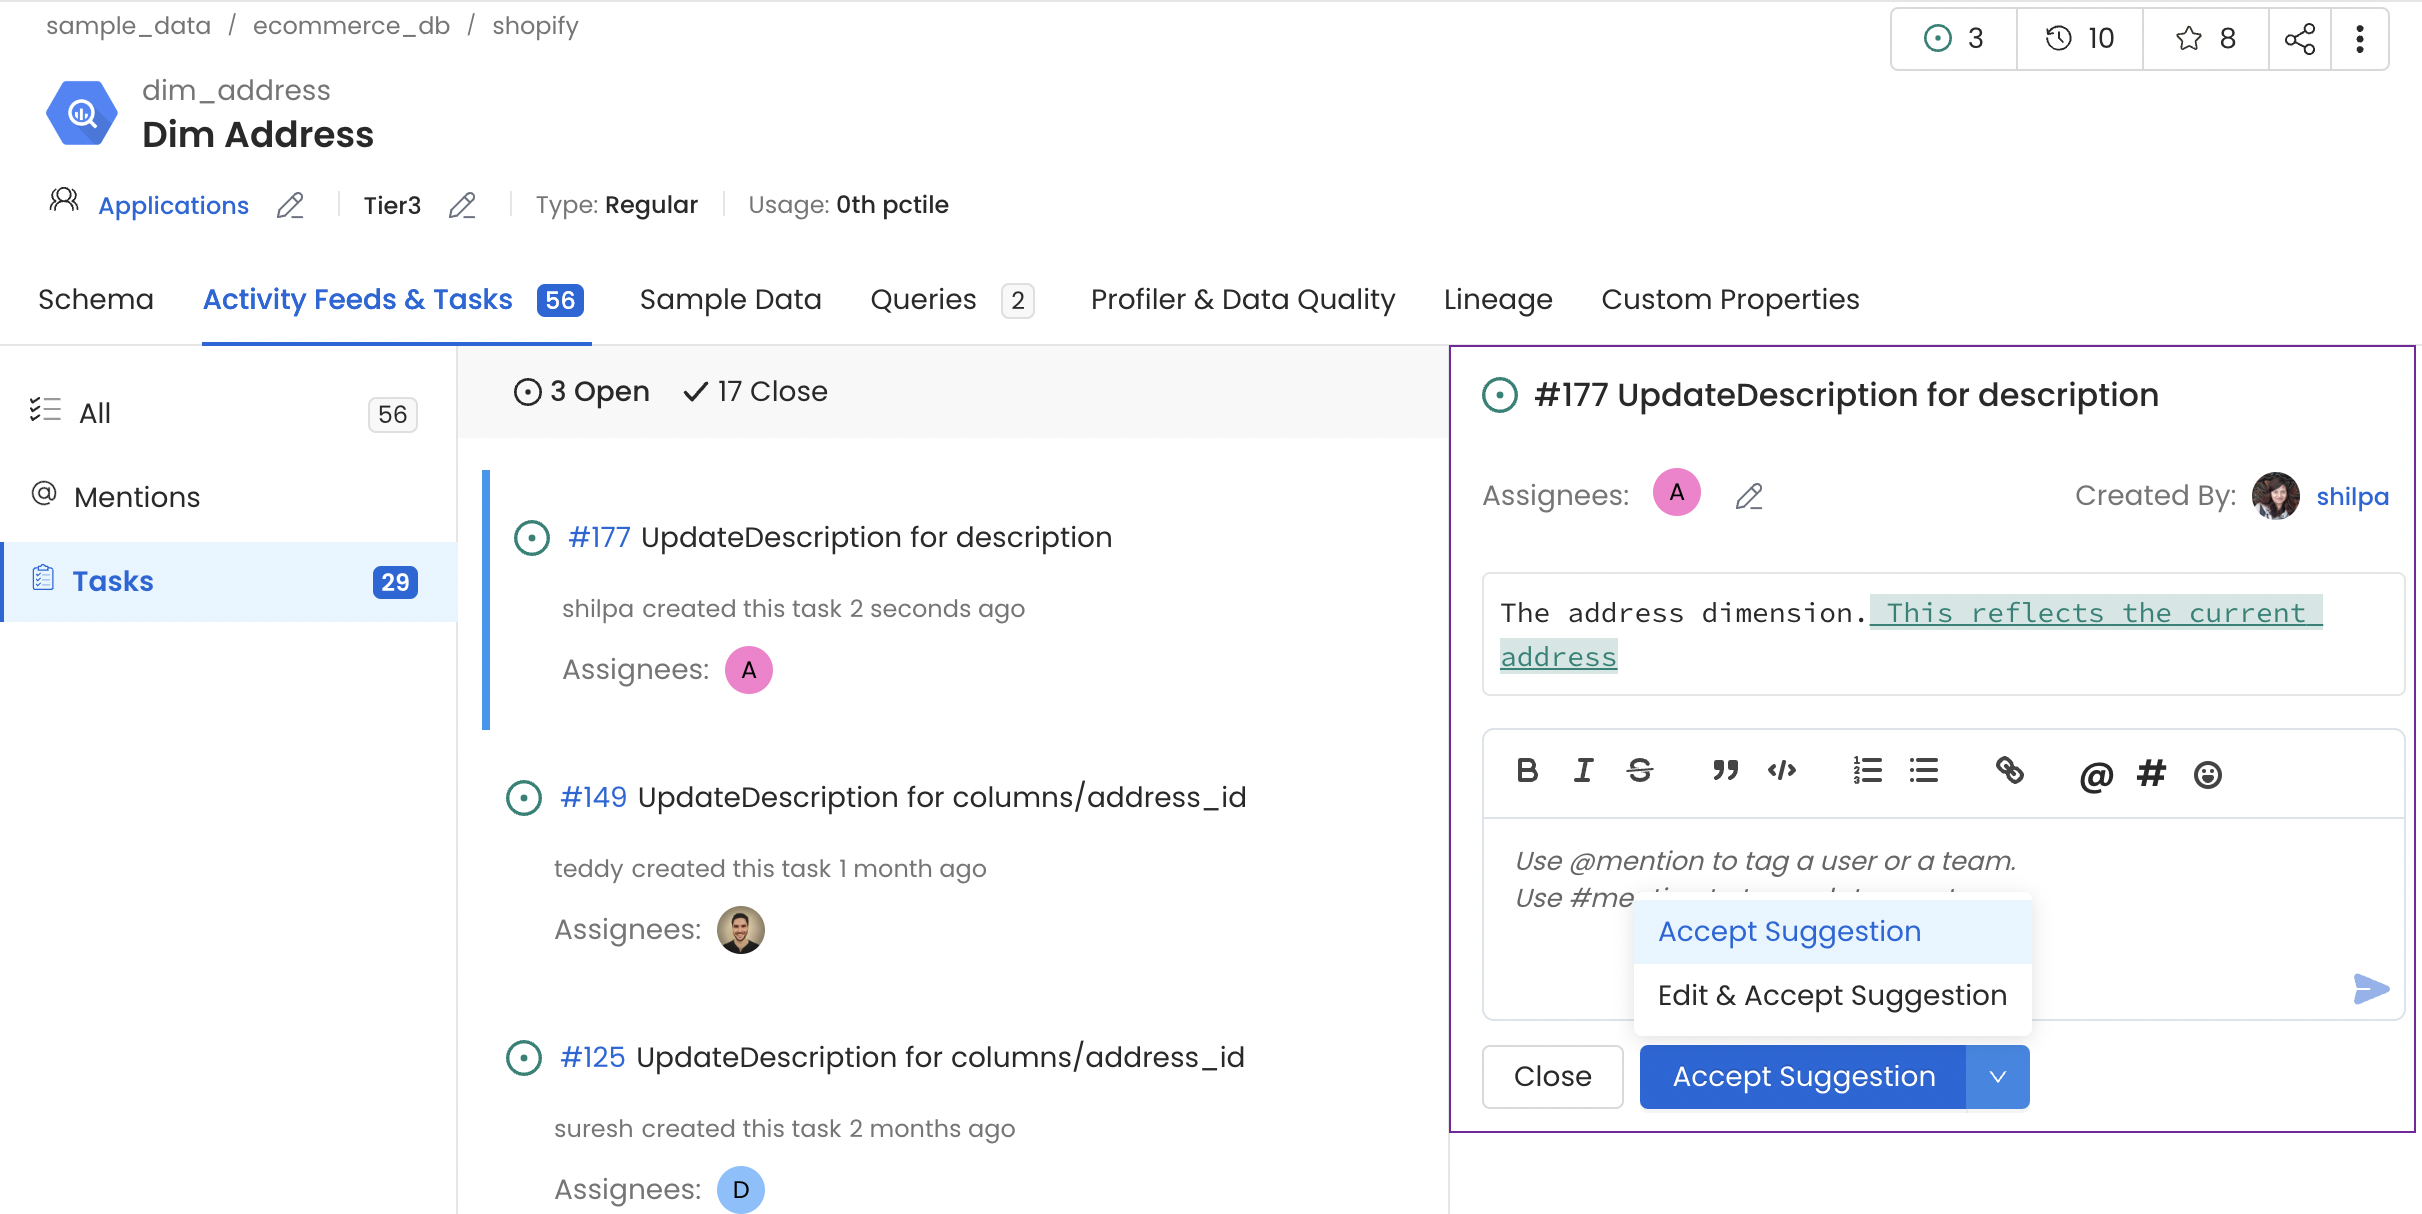 sample_data / ecommerce_db / shopify
3 10 8
dim_address
Dim Address
Applications Tier3 Type: Regular Usage: 0th pctile
Schema Activity Feeds & Tasks 56 Sample Data Queries 2 Profiler & Data Quality Lineage Custom Properties
All 56
@ Mentions
Tasks 29
3 Open 17 Close
#177 UpdateDescription for description
shilpa created this task 2 seconds ago
Assignees: A
#149 UpdateDescription for columns/address_id
teddy created this task 1 month ago
Assignees:
#125 UpdateDescription for columns/address_id
suresh created this task 2 months ago
Assignees: D
#177 UpdateDescription for description
Assignees: A Created By: shilpa
The address dimension. This reflects the current
address
B I S @ #
Use @mention to tag a user or a team.
Use
Accept Suggestion
Edit & Accept Suggestion
Close Accept Suggestion